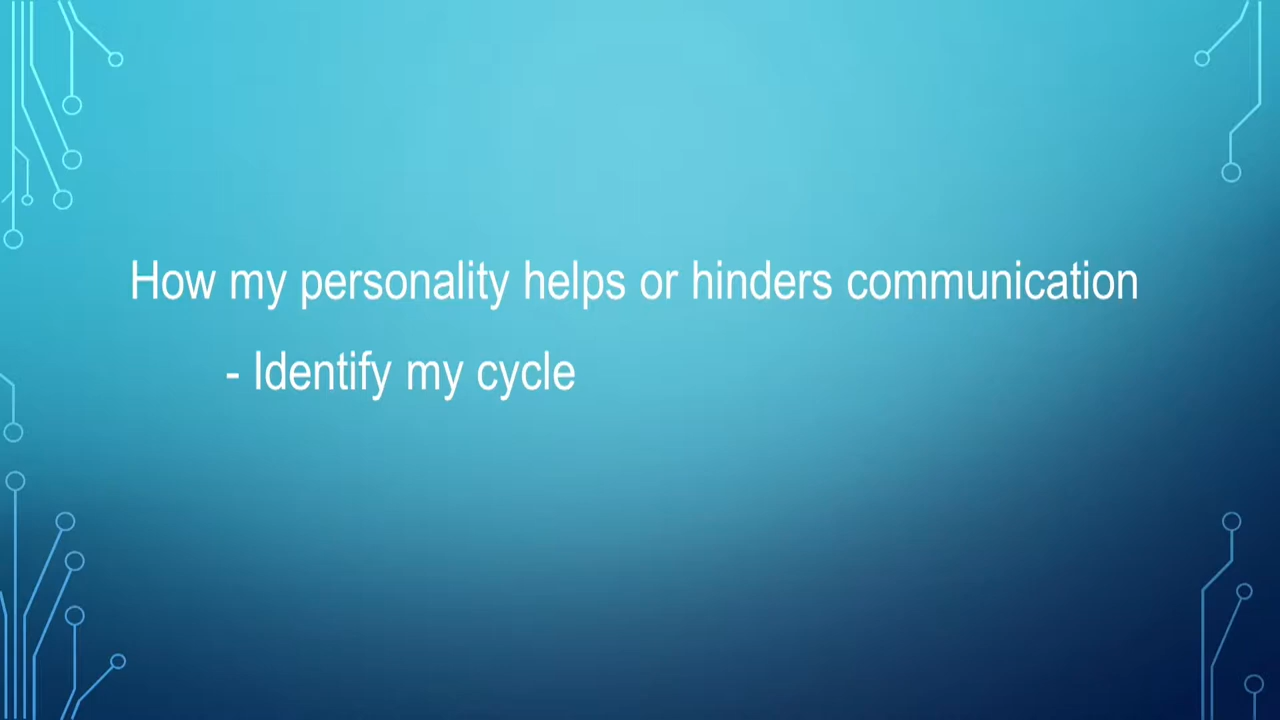 How my personality helps or hinders communication
- Identify my cycle